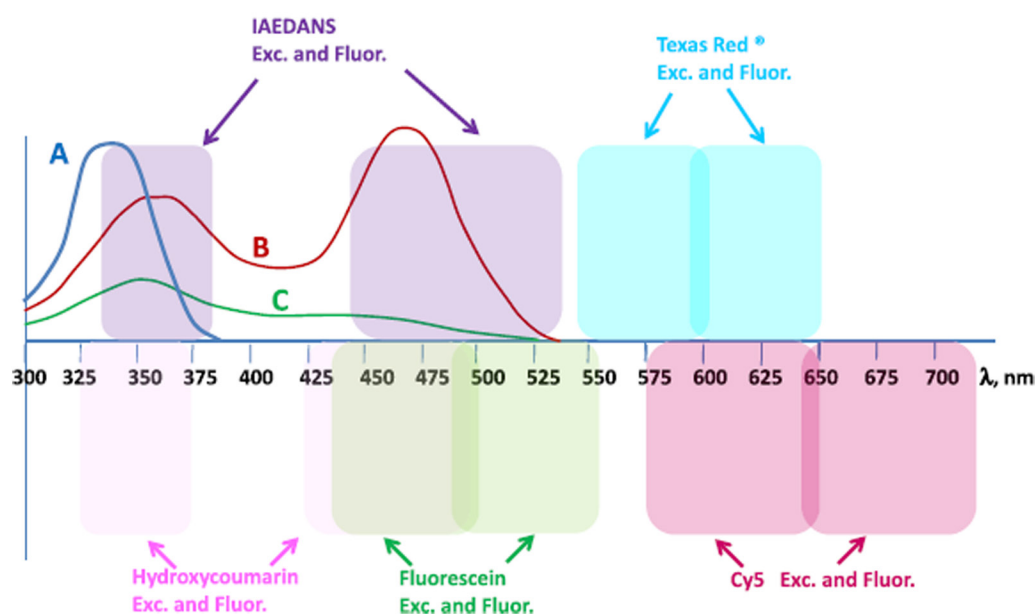 IAEDANS
Exc. and Fluor.
Texas Red ®
Exc. and Fluor.
A
B
C
300 325 350 375 400 425 450 475 500 525 550 575 600 625 650 675 700 λ, nm
Hydroxycoumarin
Exc. and Fluor.
Fluorescein
Exc. and Fluor.
Cy5 Exc. and Fluor.